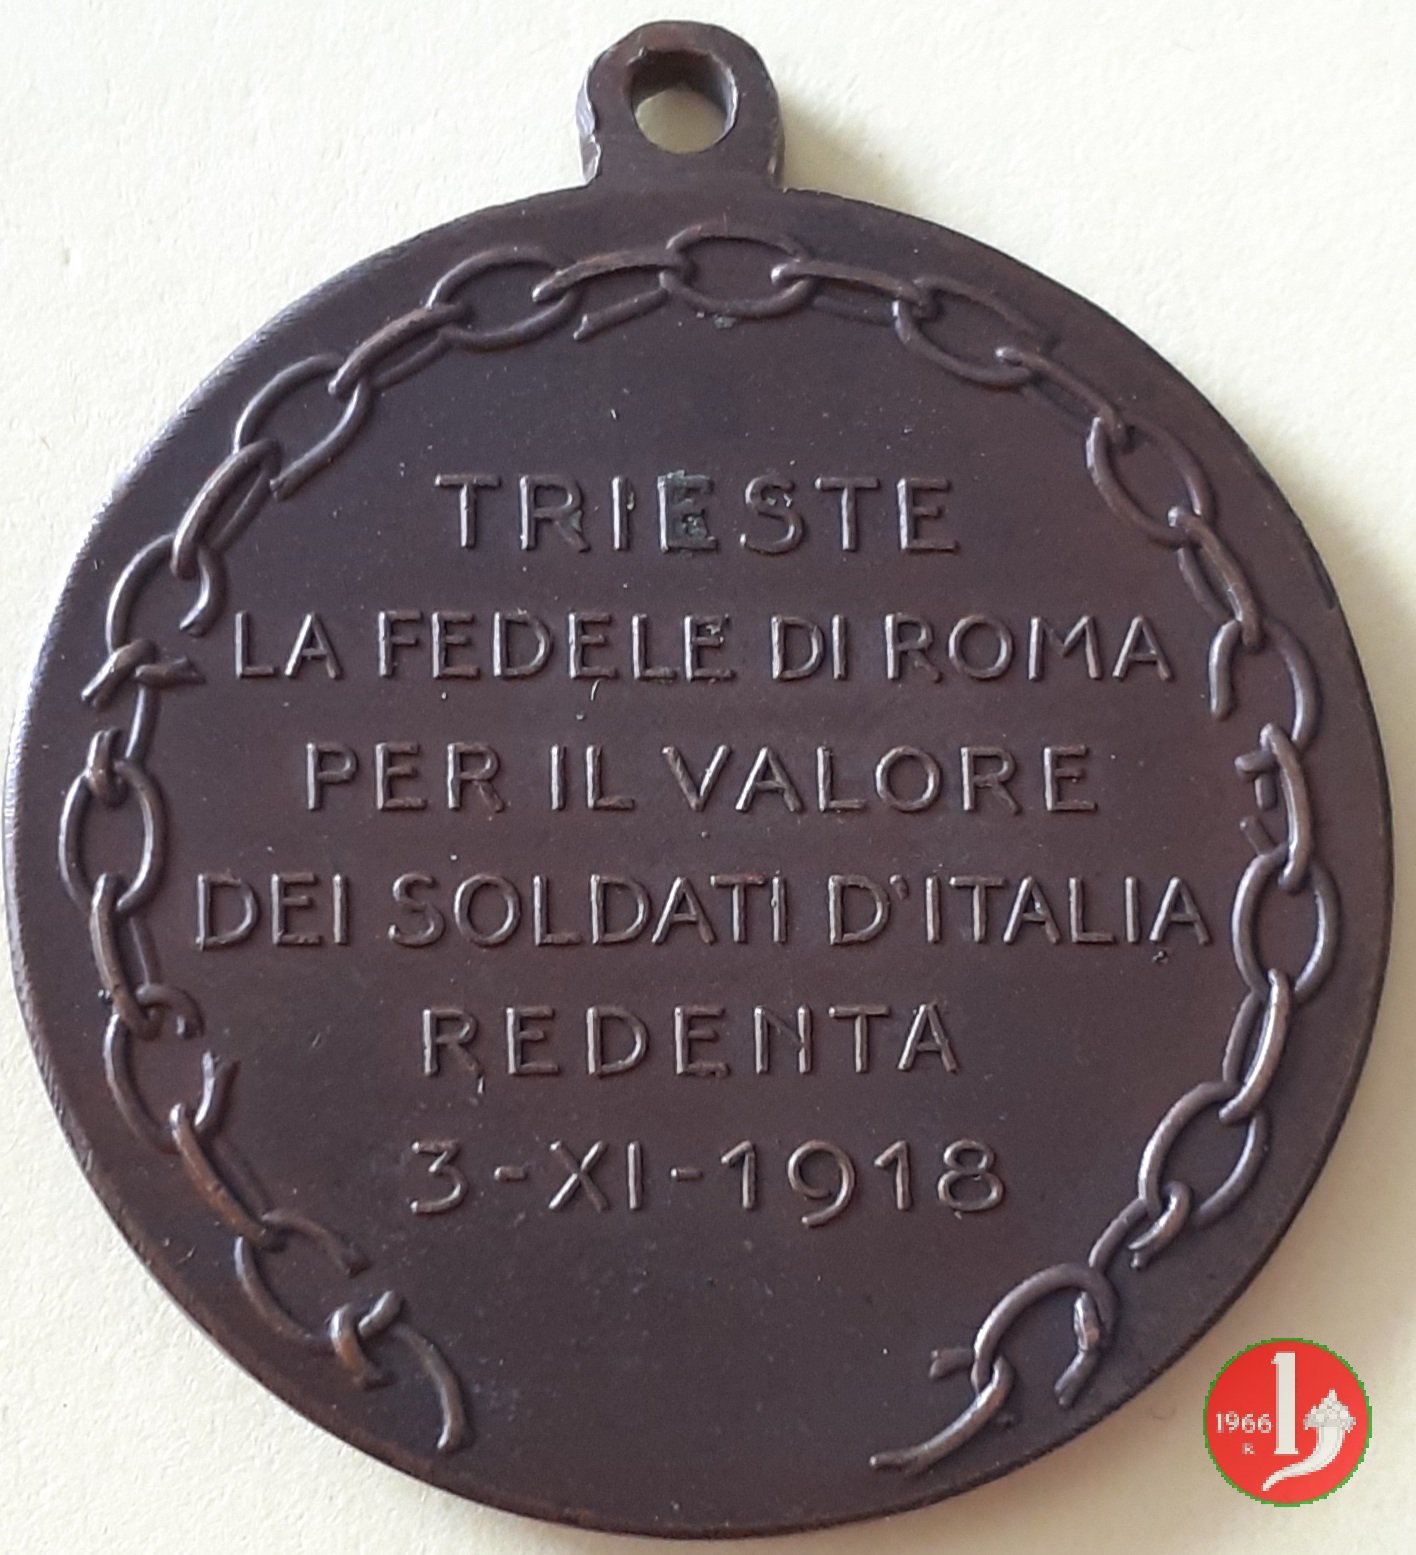 TRIESTE
LA FEDELE DI ROMA
PER IL VALORE
DEI SOLDATI D'ITALIA
REDENTA
3-XI-1918
1966
R